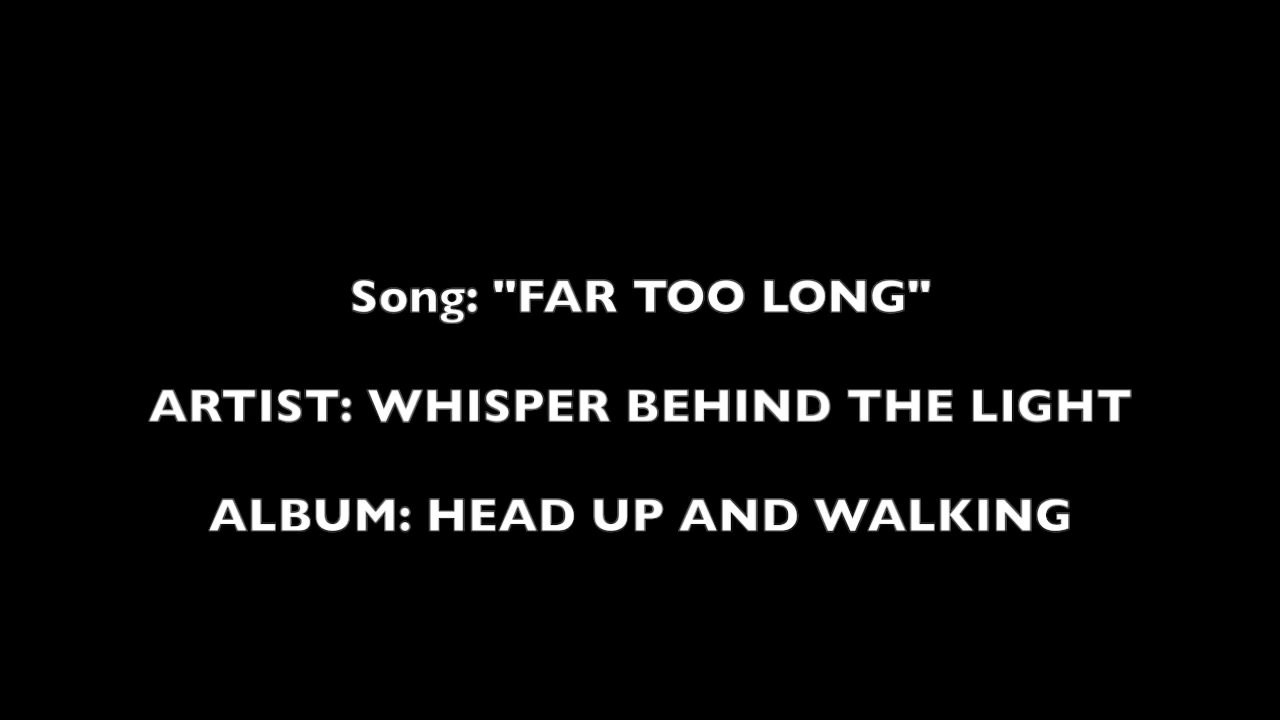 Song: "FAR TOO LONG"
ARTIST: WHISPER BEHIND THE LIGHT
ALBUM: HEAD UP AND WALKING